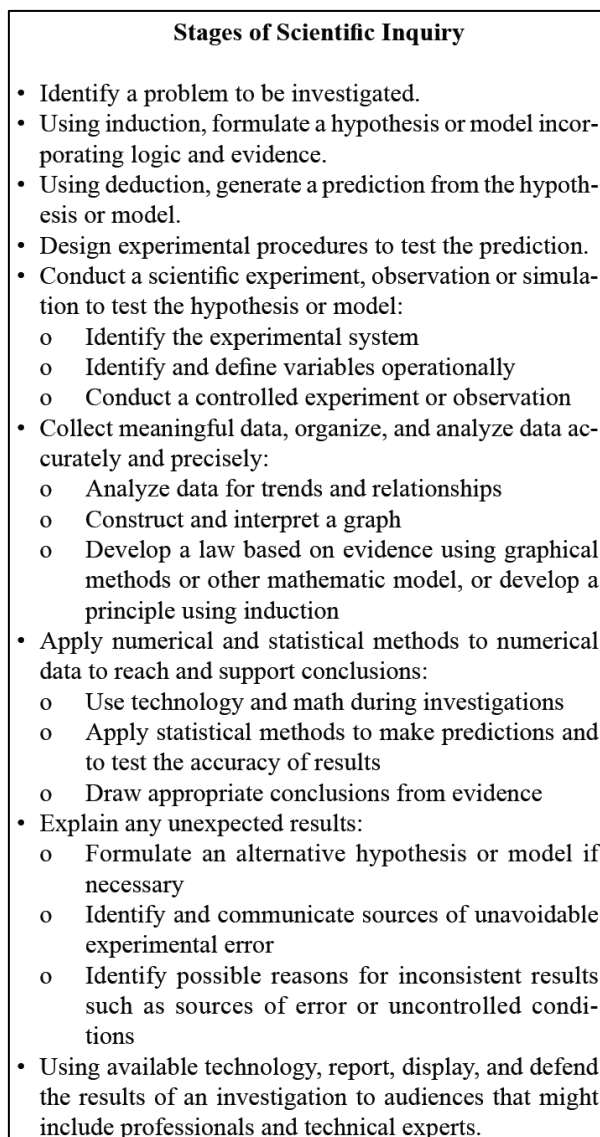 Stages of Scientific Inquiry
• Identify a problem to be investigated.
• Using induction, formulate a hypothesis or model incor-
porating logic and evidence.
• Using deduction, generate a prediction from the hypoth-
esis or model.
• Design experimental procedures to test the prediction.
• Conduct a scientific experiment, observation or simula-
tion to test the hypothesis or model:
o Identify the experimental system
o Identify and define variables operationally
o Conduct a controlled experiment or observation
• Collect meaningful data, organize, and analyze data ac-
curately and precisely:
o Analyze data for trends and relationships
o Construct and interpret a graph
o Develop a law based on evidence using graphical
methods or other mathematic model, or develop a
principle using induction
• Apply numerical and statistical methods to numerical
data to reach and support conclusions:
o Use technology and math during investigations
o Apply statistical methods to make predictions and
to test the accuracy of results
o Draw appropriate conclusions from evidence
• Explain any unexpected results:
o Formulate an alternative hypothesis or model if
necessary
o Identify and communicate sources of unavoidable
experimental error
o Identify possible reasons for inconsistent results
such as sources of error or uncontrolled condi-
tions
• Using available technology, report, display, and defend
the results of an investigation to audiences that might
include professionals and technical experts.